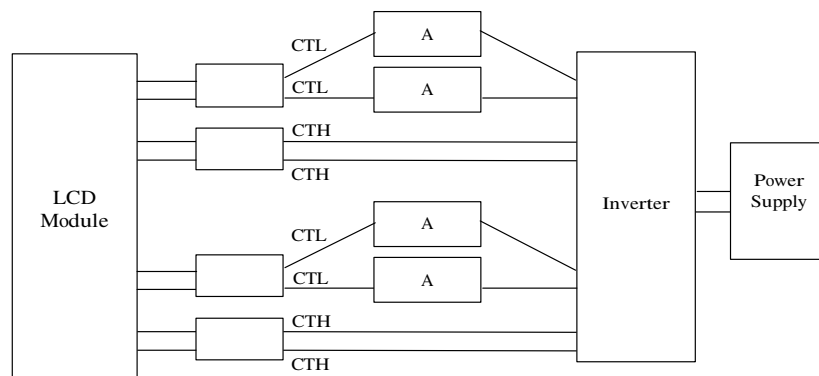 A
CTL
CTL
A
CTH
CTH
LCD
Module
Inverter
Power
Supply
CTL
A
CTL
A
CTH
CTH